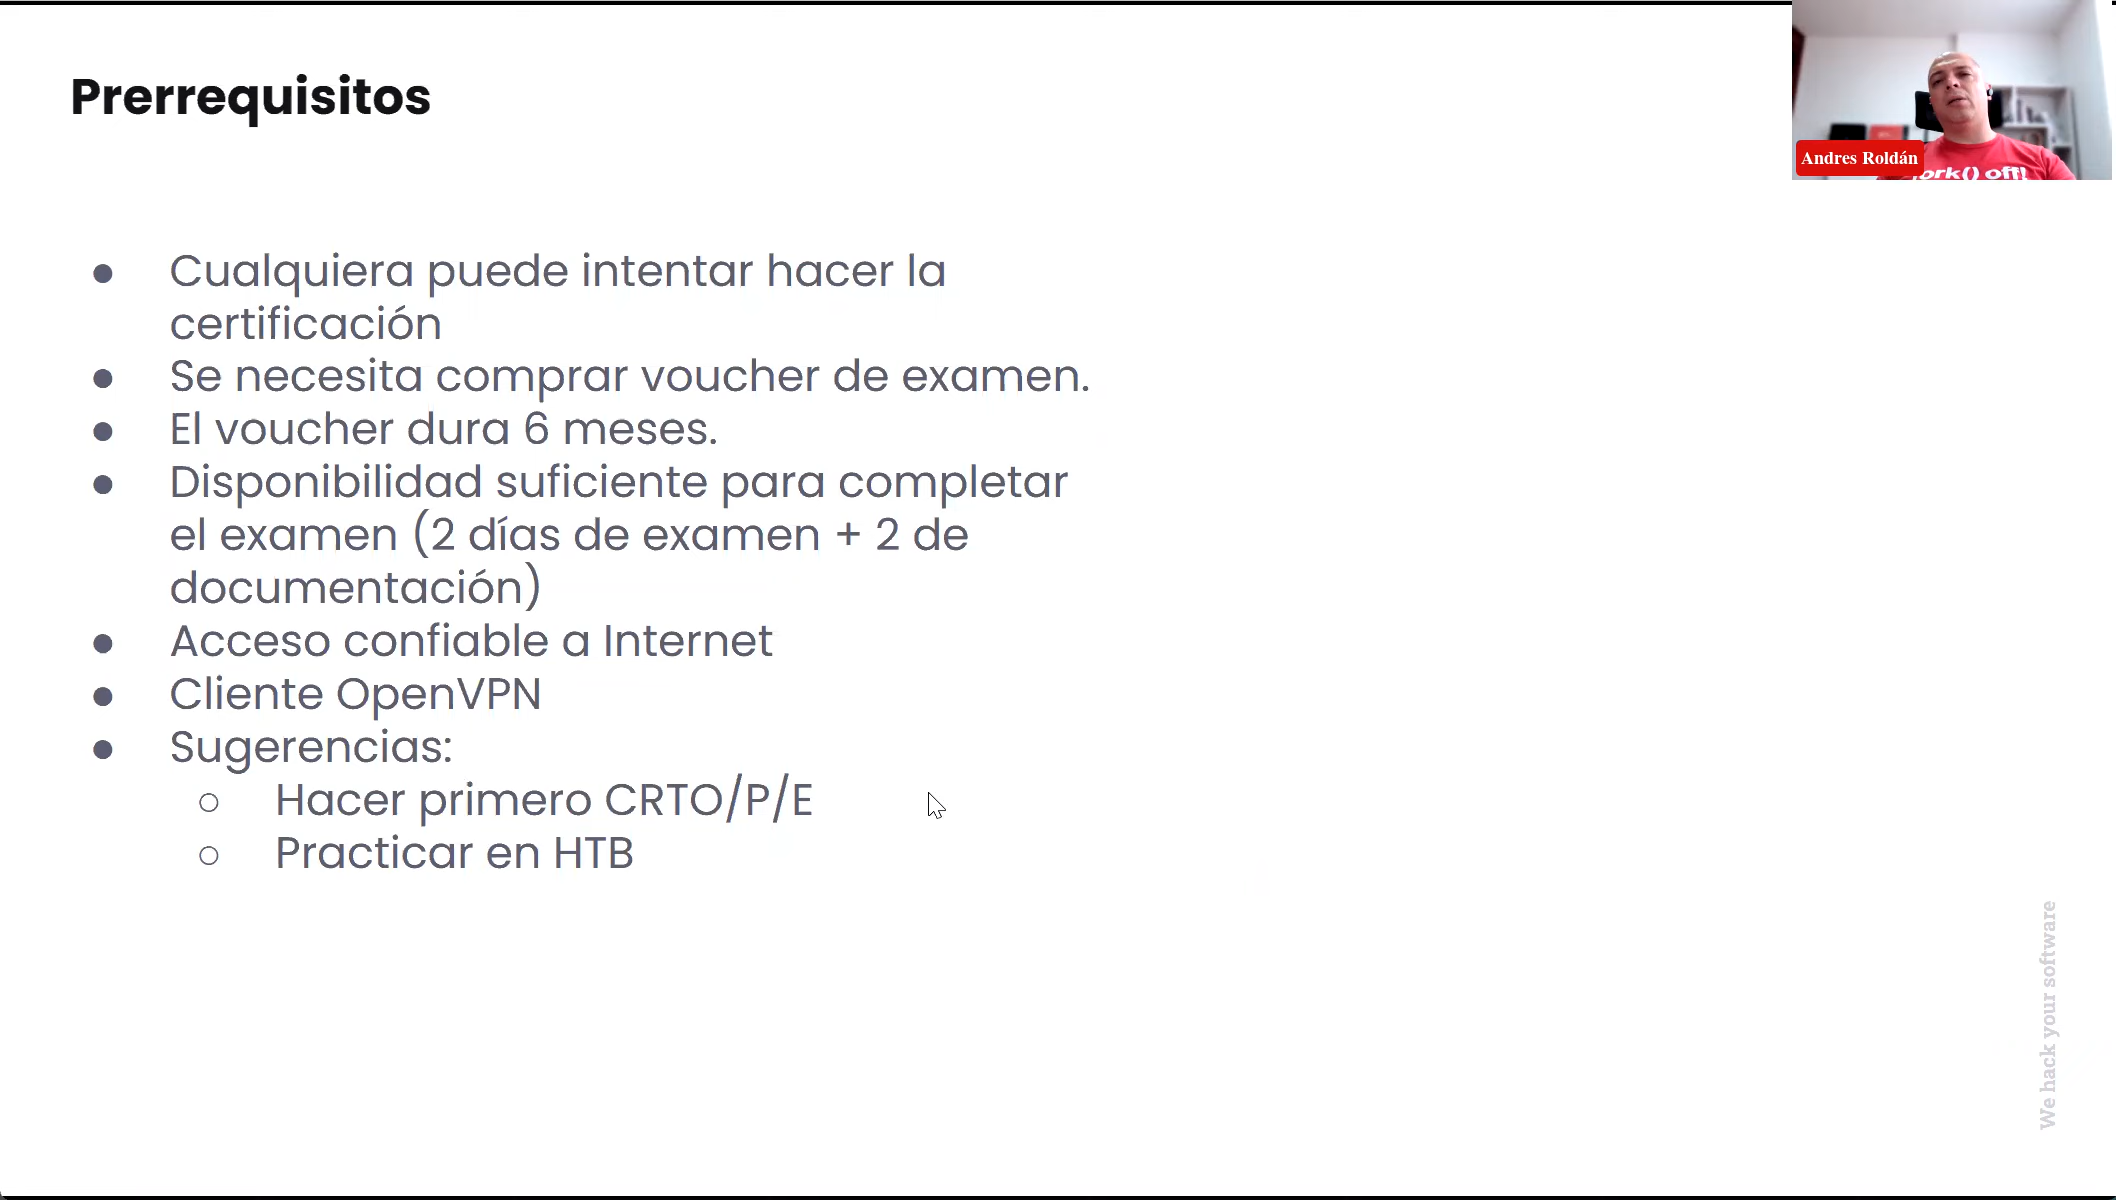 Prerrequisitos
Andres Roldán
ork() off!
Cualquiera puede intentar hacer la
certificación
Se necesita comprar voucher de examen.
El voucher dura 6 meses.
Disponibilidad suficiente para completar
el examen (2 días de examen + 2 de
documentación)
Acceso confiable a Internet
Cliente OpenVPN
Sugerencias:
Hacer primero CRTO/P/E
Practicar en HTB
We hack your software